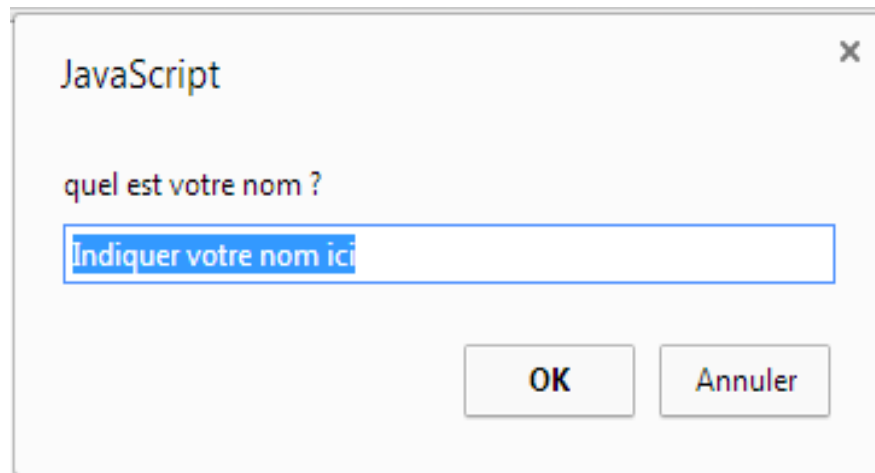 JavaScript
quel est votre nom ?
Indiquer votre nom ici
OK Annuler